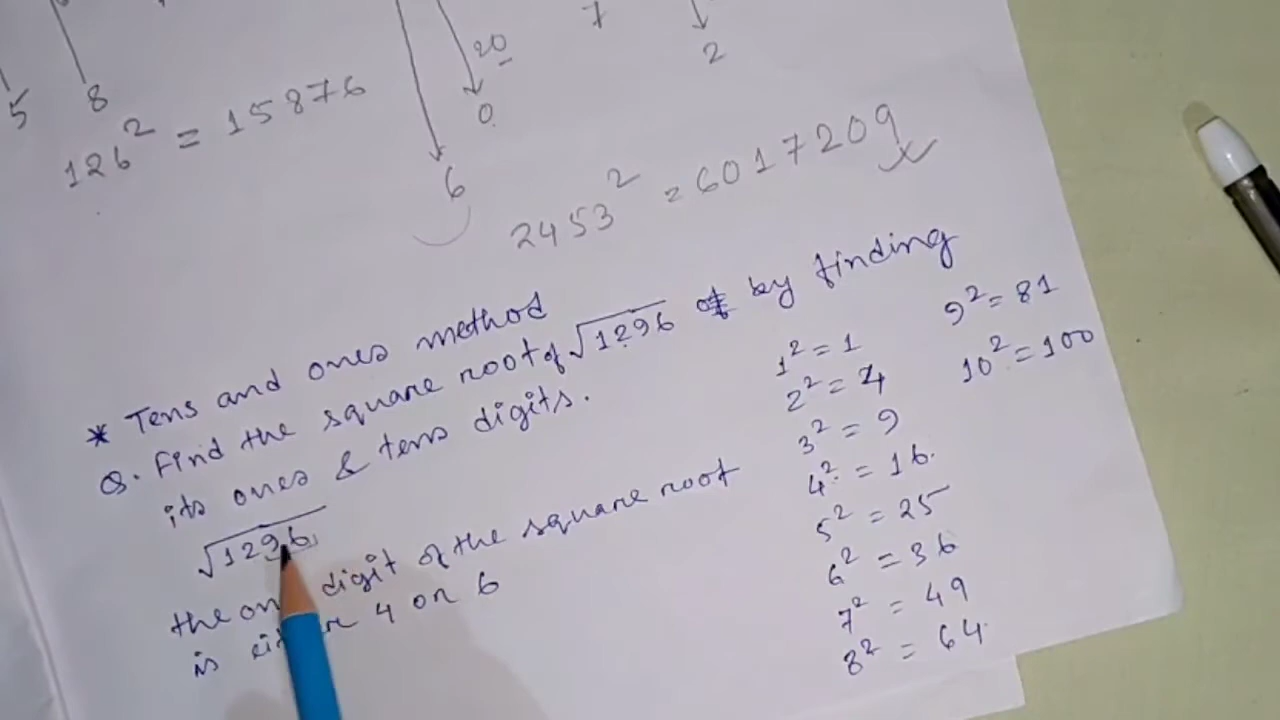 5 8 20 0 7 2
126² = 15876
6
2453² = 6017209
* Tens and ones method
Q. Find the square root of √1296 of by finding
its ones & tens digits.
√1296
the on digit of the square root
is 4 or 6
1² = 1
2² = 4
3² = 9
4² = 16
5² = 25
6² = 36
7² = 49
8² = 64
9² = 81
10² = 100